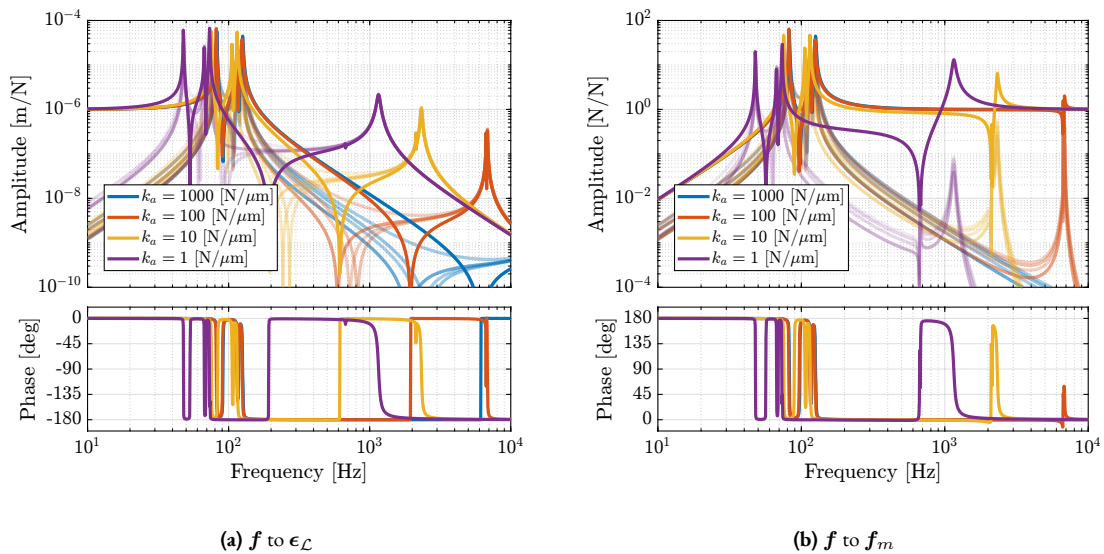 10^{-4}
10^{-6}
10^{-8}
10^{-10}
Amplitude [m/N]
k_a = 1000 [N/μm]
k_a = 100 [N/μm]
k_a = 10 [N/μm]
k_a = 1 [N/μm]
0
-45
-90
-135
-180
Phase [deg]
10^1
10^2
10^3
10^4
Frequency [Hz]
(a) f to ϵ_ℒ
10^2
10^0
10^{-2}
10^{-4}
Amplitude [N/N]
k_a = 1000 [N/μm]
k_a = 100 [N/μm]
k_a = 10 [N/μm]
k_a = 1 [N/μm]
180
135
90
45
0
Phase [deg]
10^1
10^2
10^3
10^4
Frequency [Hz]
(b) f to f_m